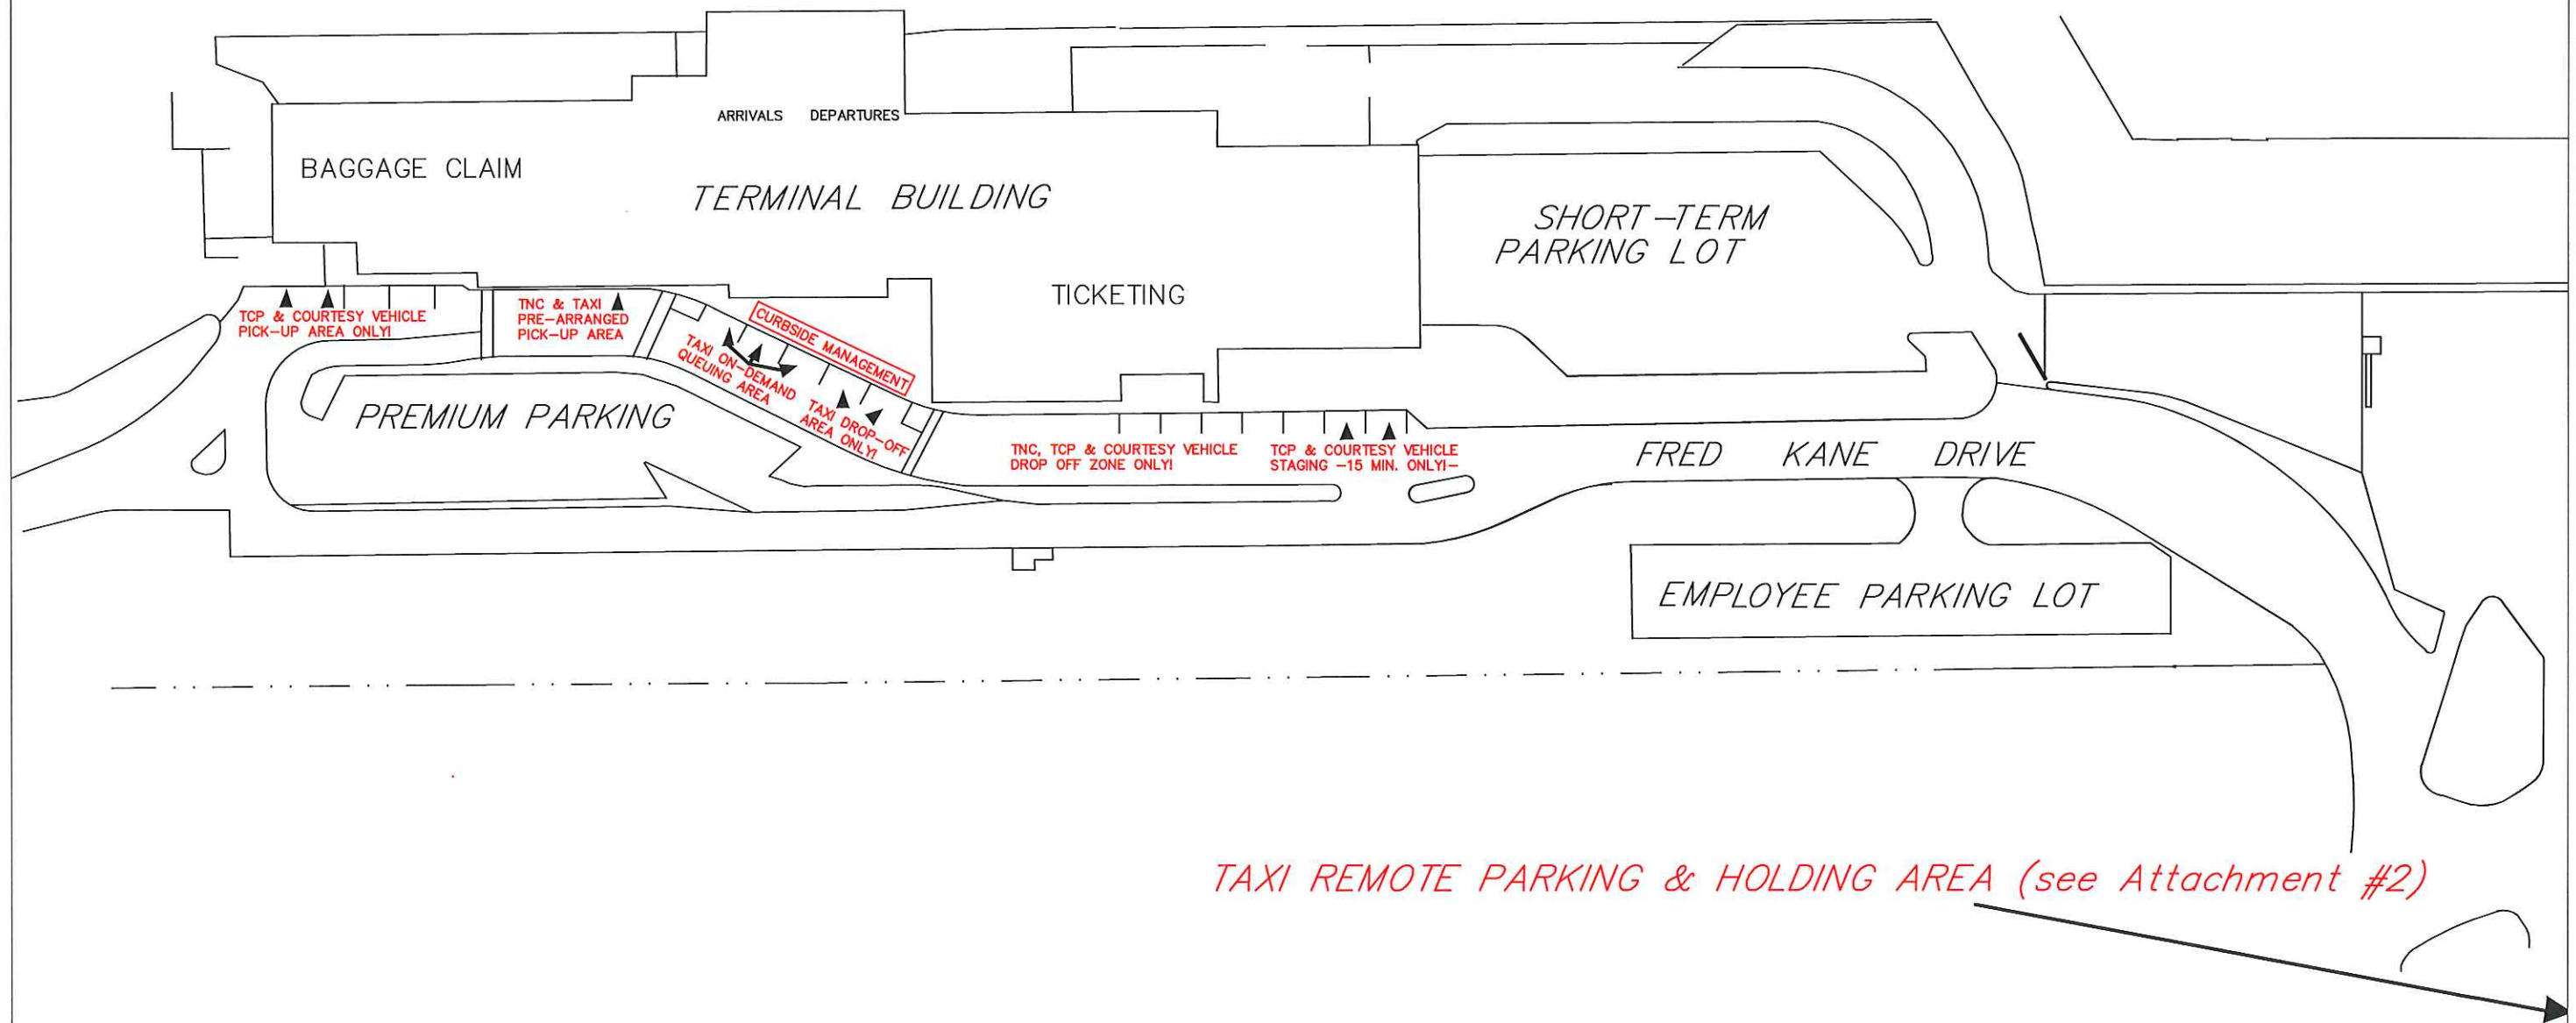 ARRIVALS DEPARTURES
BAGGAGE CLAIM
TERMINAL BUILDING
SHORT-TERM
PARKING LOT
TICKETING
TCP & COURTESY VEHICLE
PICK-UP AREA ONLY!
TNC & TAXI
PRE-ARRANGED
PICK-UP AREA
CURBSIDE MANAGEMENT
TAXI ON-DEMAND
QUEUING AREA
TAXI DROP-OFF
AREA ONLY!
PREMIUM PARKING
TNC, TCP & COURTESY VEHICLE
DROP OFF ZONE ONLY!
TCP & COURTESY VEHICLE
STAGING -15 MIN. ONLY!-
FRED KANE DRIVE
EMPLOYEE PARKING LOT
TAXI REMOTE PARKING & HOLDING AREA (see Attachment #2)